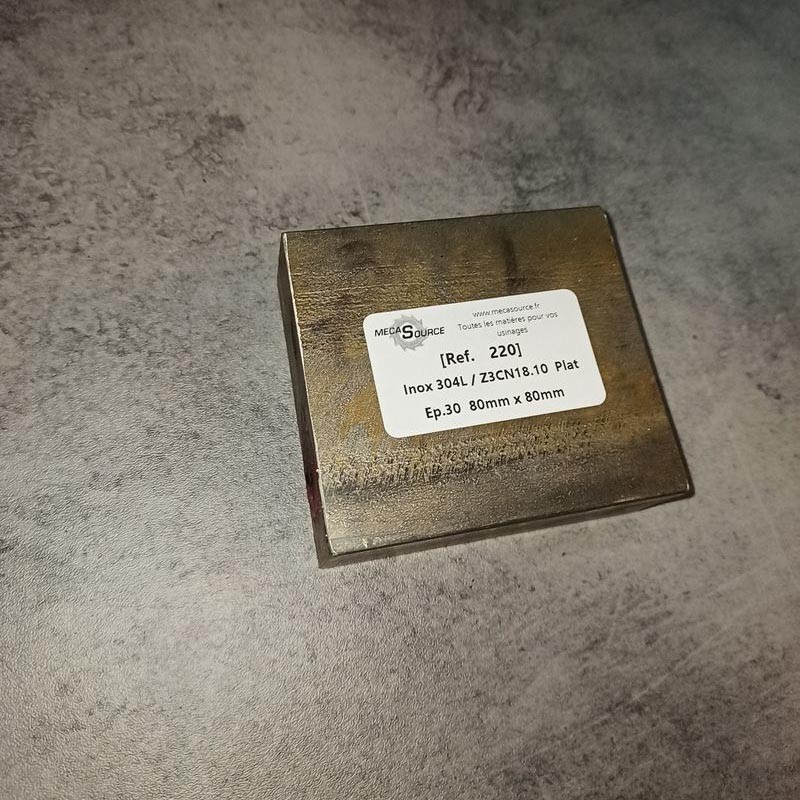 MECASOURCE
www.mecasource.fr
Toutes les matières pour vos
usinages
[Ref. 220]
Inox 304L / Z3CN18.10 Plat
Ep.30 80mm x 80mm